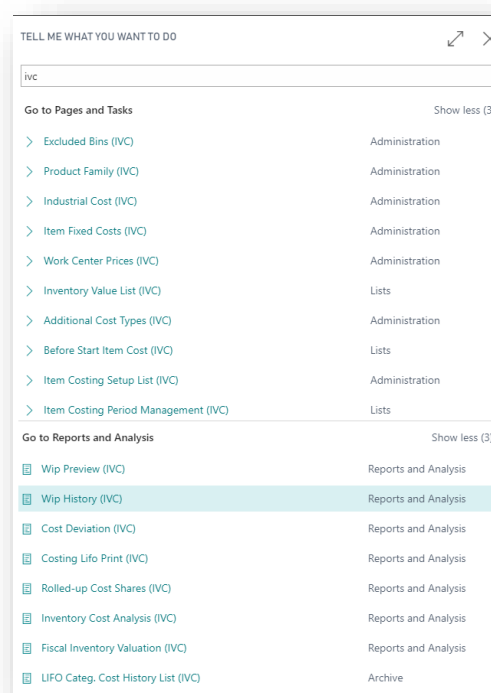 TELL ME WHAT YOU WANT TO DO
ivc
Go to Pages and Tasks Show less (3
Excluded Bins (IVC) Administration
Product Family (IVC) Administration
Industrial Cost (IVC) Administration
Item Fixed Costs (IVC) Administration
Work Center Prices (IVC) Administration
Inventory Value List (IVC) Lists
Additional Cost Types (IVC) Administration
Before Start Item Cost (IVC) Lists
Item Costing Setup List (IVC) Administration
Item Costing Period Management (IVC) Lists
Go to Reports and Analysis Show less (3)
Wip Preview (IVC) Reports and Analysis
Wip History (IVC) Reports and Analysis
Cost Deviation (IVC) Reports and Analysis
Costing Lifo Print (IVC) Reports and Analysis
Rolled-up Cost Shares (IVC) Reports and Analysis
Inventory Cost Analysis (IVC) Reports and Analysis
Fiscal Inventory Valuation (IVC) Reports and Analysis
LIFO Categ. Cost History List (IVC) Archive